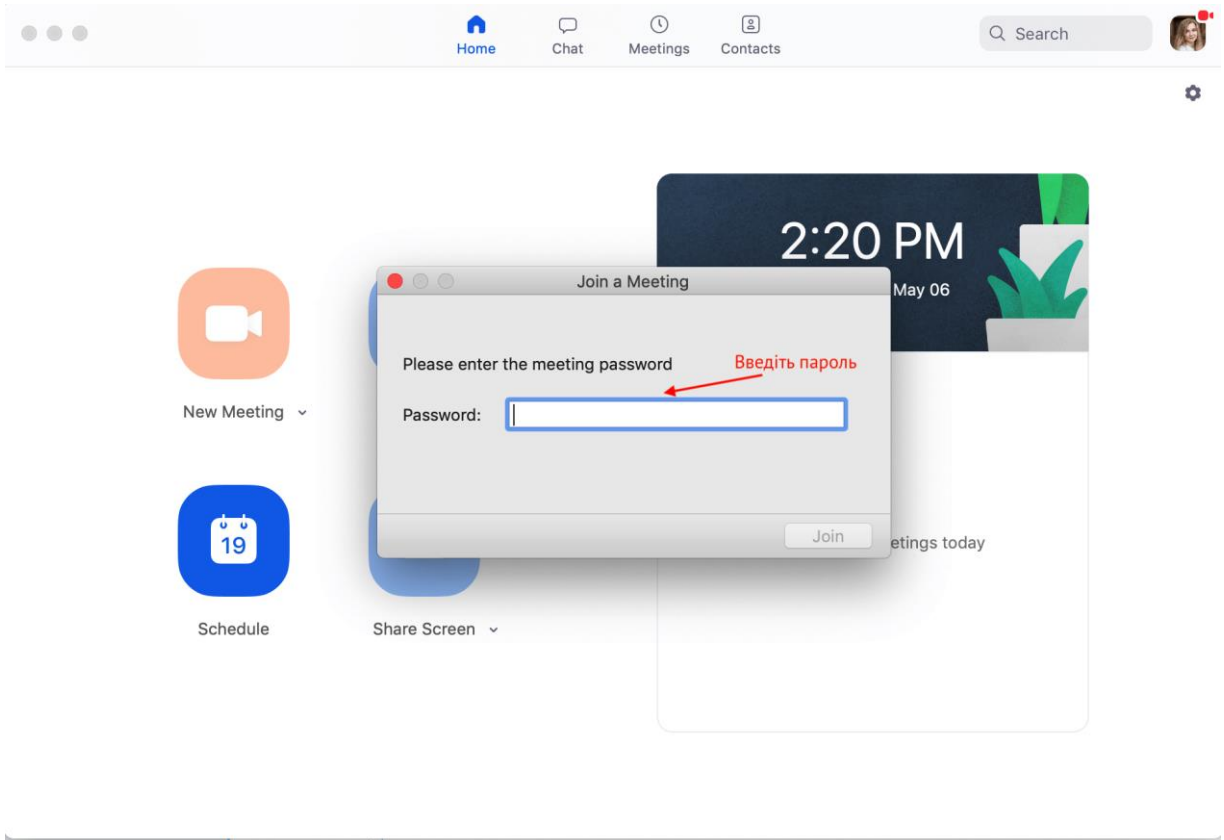 Home
Chat
Meetings
Contacts
Search
2:20 PM
May 06
Join a Meeting
Please enter the meeting password
Введіть пароль
Password:
New Meeting
19
Join
etings today
Schedule
Share Screen